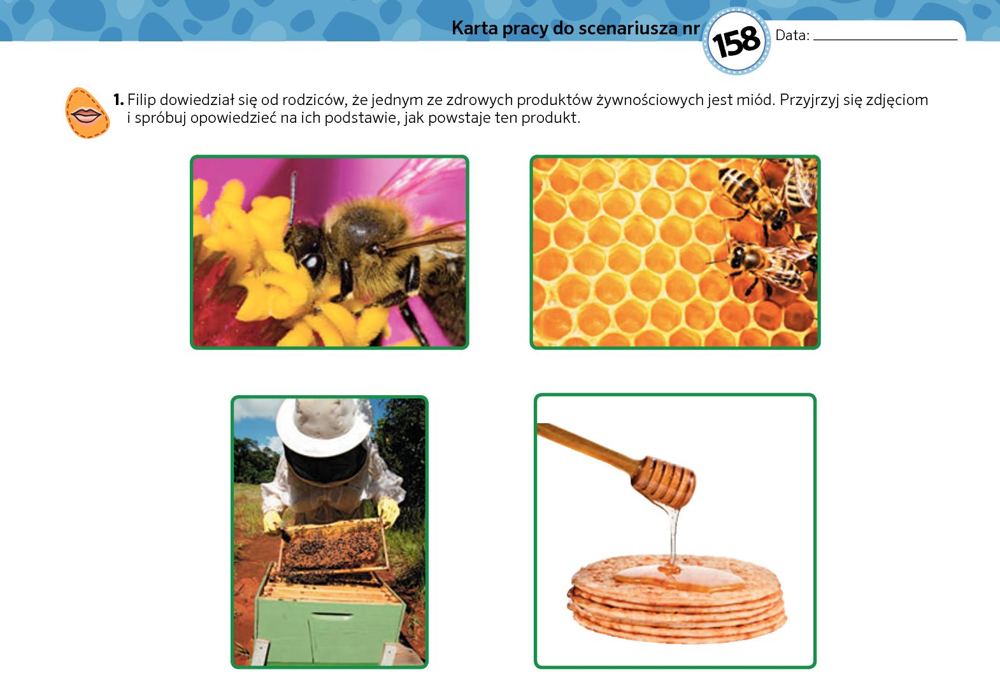 Karta pracy do scenariusza nr 158 Data:
1. Filip dowiedział się od rodziców, że jednym ze zdrowych produktów żywnościowych jest miód. Przyjrzyj się zdjęciom
i spróbuj opowiedzieć na ich podstawie, jak powstaje ten produkt.